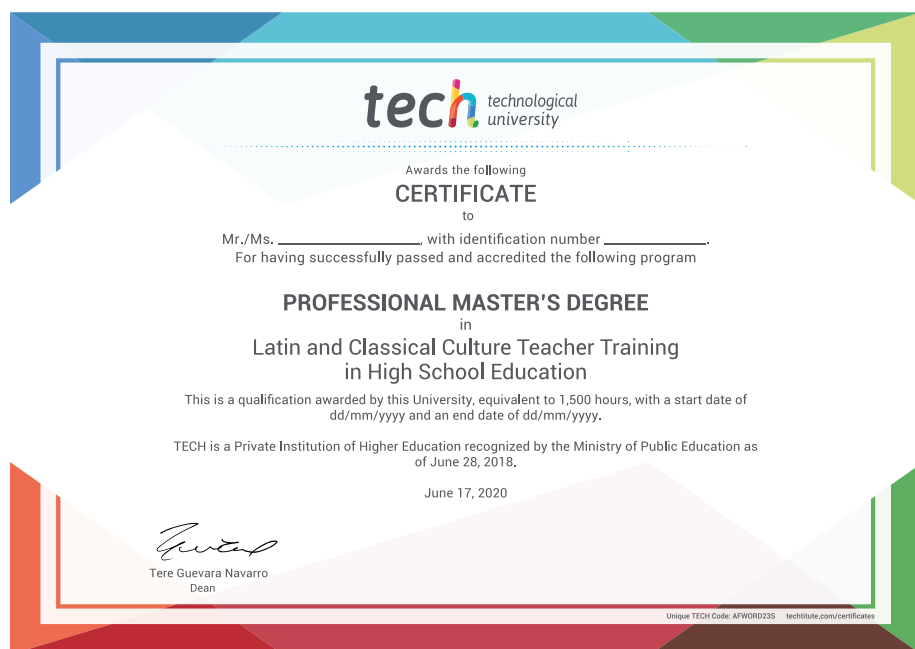 tech technological
university
Awards the following
CERTIFICATE
to
Mr./Ms. ____________________, with identification number ______________.
For having successfully passed and accredited the following program
PROFESSIONAL MASTER'S DEGREE
in
Latin and Classical Culture Teacher Training
in High School Education
This is a qualification awarded by this University, equivalent to 1,500 hours, with a start date of
dd/mm/yyyy and an end date of dd/mm/yyyy.
TECH is a Private Institution of Higher Education recognized by the Ministry of Public Education as
of June 28, 2018.
June 17, 2020
Tere Guevara Navarro
Dean
Unique TECH Code: AFWORD23S techtitute.com/certificates